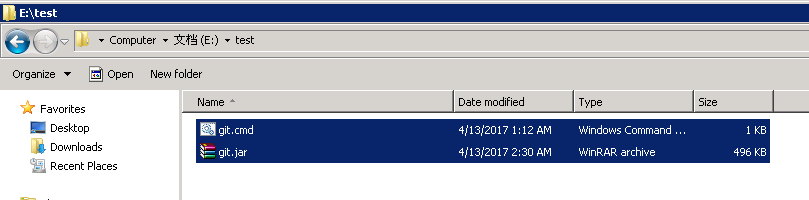 E:\test
Computer 文档 (E:) test
Organize Open New folder
Favorites
Desktop
Downloads
Recent Places
Name Date modified Type Size
git.cmd 4/13/2017 1:12 AM Windows Command ... 1 KB
git.jar 4/13/2017 2:30 AM WinRAR archive 496 KB